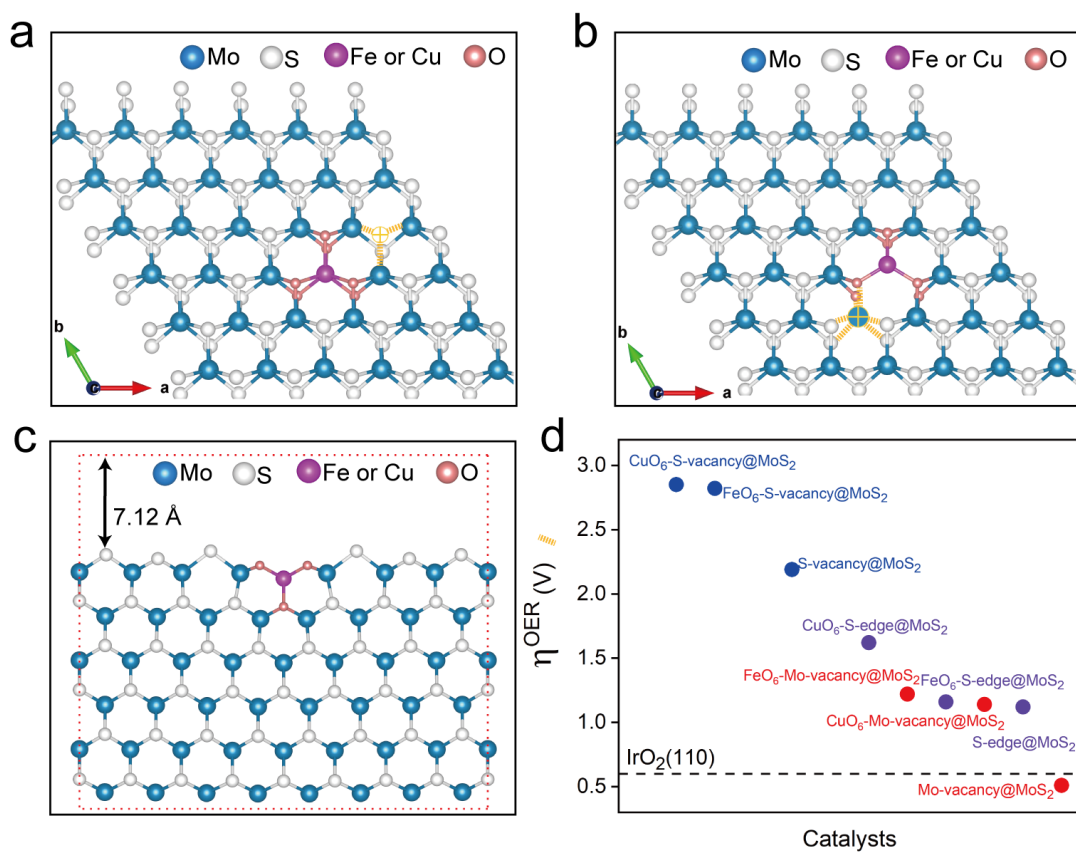 a
Mo S Fe or Cu O
b
c
a
b
Mo S Fe or Cu O
b
c
a
c
Mo S Fe or Cu O
7.12 Å
d
3.0
2.5
2.0
1.5
1.0
0.5
η^OER (V)
CuO₆-S-vacancy@MoS₂
FeO₆-S-vacancy@MoS₂
S-vacancy@MoS₂
CuO₆-S-edge@MoS₂
FeO₆-Mo-vacancy@MoS₂
FeO₆-S-edge@MoS₂
CuO₆-Mo-vacancy@MoS₂
S-edge@MoS₂
IrO₂(110)
Mo-vacancy@MoS₂
Catalysts